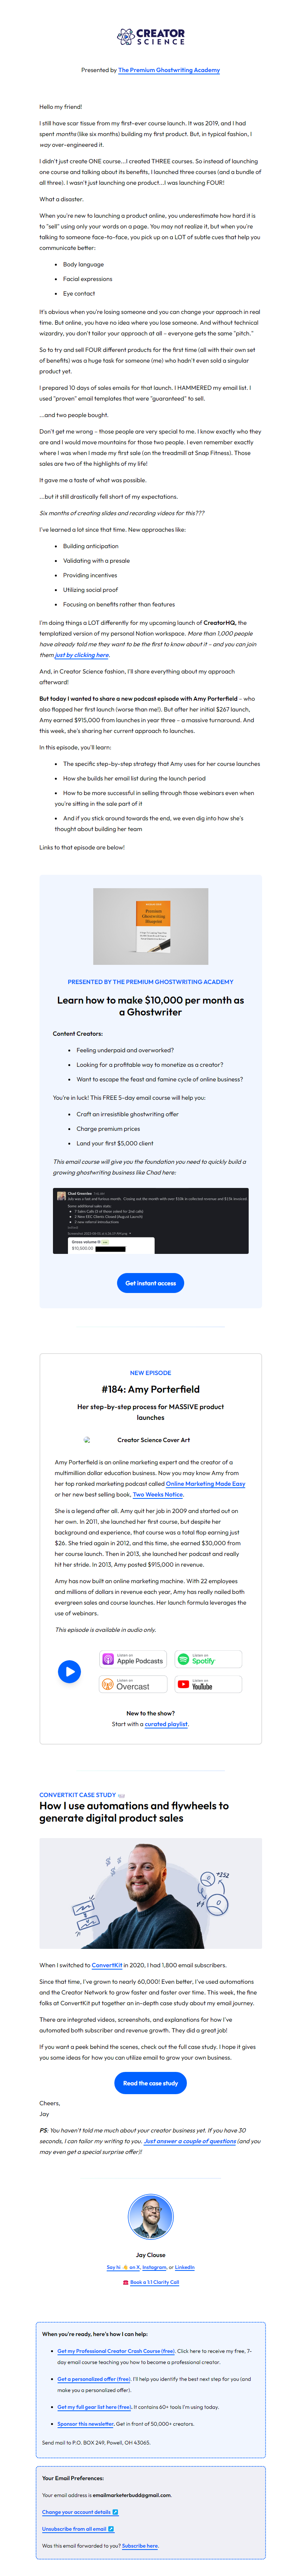 CREATOR
SCIENCE
Presented by The Premium Ghostwriting Academy
Hello my friend!
I still have scar tissue from my first-ever course launch. It was 2019, and I had
spent months (like six months) building my first product. But, in typical fashion, I
way over-engineered it.
I didn't just create ONE course...I created THREE courses. So instead of launching
one course and talking about its benefits, I launched three courses (and a bundle of
all three). I wasn't just launching one product...I was launching FOUR!
What a disaster.
When you're new to launching a product online, you underestimate how hard it is
to "sell" using only your words on a page. You may not realize it, but when you're
talking to someone face-to-face, you pick up on a LOT of subtle cues that help you
communicate better:
• Body language
• Facial expressions
• Eye contact
It's obvious when you're losing someone and you can change your approach in real
time. But online, you have no idea where you lose someone. And without technical
wizardry, you don't tailor your approach at all – everyone gets the same "pitch."
So to try and sell FOUR different products for the first time (all with their own set
of benefits) was a huge task for someone (me) who hadn't even sold a singular
product yet.
I prepared 10 days of sales emails for that launch. I HAMMERED my email list. I
used "proven" email templates that were "guaranteed" to sell.
...and two people bought.
Don't get me wrong – those people are very special to me. I know exactly who they
are and I would move mountains for those two people. I even remember exactly
where I was when I made my first sale (on the treadmill at Snap Fitness). Those
sales are two of the highlights of my life!
It gave me a taste of what was possible.
...but it still drastically fell short of my expectations.
Six months of creating slides and recording videos for this???
I've learned a lot since that time. New approaches like:
• Building anticipation
• Validating with a presale
• Providing incentives
• Utilizing social proof
• Focusing on benefits rather than features
I'm doing things a LOT differently for my upcoming launch of CreatorHQ, the
templatized version of my personal Notion workspace. More than 1,000 people
have already told me they want to be the first to know about it – and you can join
them just by clicking here.
And, in Creator Science fashion, I'll share everything about my approach
afterward!
But today I wanted to share a new podcast episode with Amy Porterfield – who
also flopped her first launch (worse than me!). But after her initial $267 launch,
Amy earned $915,000 from launches in year three – a massive turnaround. And
this week, she's sharing her current approach to launches.
In this episode, you'll learn:
• The specific step-by-step strategy that Amy uses for her course launches
• How she builds her email list during the launch period
• How to be more successful in selling through those webinars even when
you're sitting in the sale part of it
• And if you stick around towards the end, we even dig into how she's
thought about building her team
Links to that episode are below!
PRESENTED BY THE PREMIUM GHOSTWRITING ACADEMY
Learn how to make $10,000 per month as
a Ghostwriter
Content Creators:
• Feeling underpaid and overworked?
• Looking for a profitable way to monetize as a creator?
• Want to escape the feast and famine cycle of online business?
You're in luck! This FREE 5-day email course will help you:
• Craft an irresistible ghostwriting offer
• Charge premium prices
• Land your first $5,000 client
This email course will give you the foundation you need to quickly build a
growing ghostwriting business like Chad here:
Gross volume
$10,000.00
Get instant access
NEW EPISODE
#184: Amy Porterfield
Her step-by-step process for MASSIVE product
launches
Creator Science Cover Art
Amy Porterfield is an online marketing expert and the creator of a
multimillion dollar education business. Now you may know Amy from
her top ranked marketing podcast called Online Marketing Made Easy
or her new best selling book, Two Weeks Notice.
She is a legend after all. Amy quit her job in 2009 and started out on
her own. In 2011, she launched her first course, but despite her
background and experience, that course was a total flop earning just
$26. She tried again in 2012, and this time, she earned $30,000 from
her course launch. Then in 2013, she launched her podcast and really
hit her stride. In 2013, Amy posted $915,000 in revenue.
Amy has now built an online marketing machine. With 22 employees
and millions of dollars in revenue each year, Amy has really nailed both
evergreen sales and course launches. Her launch formula leverages the
use of webinars.
This episode is available in audio only.
LISTEN ON
Apple Podcasts
LISTEN ON
Spotify
LISTEN ON
Overcast
LISTEN ON
YouTube
New to the show?
Start with a curated playlist.
CONVERTKIT CASE STUDY
How I use automations and flywheels to
generate digital product sales
When I switched to ConvertKit in 2020, I had 1,800 email subscribers.
Since that time, I've grown to nearly 60,000! Even better, I've used automations
and the Creator Network to grow faster and faster over time. This week, the fine
folks at ConvertKit put together an in-depth case study about my email journey.
There are integrated videos, screenshots, and explanations for how I've
automated both subscriber and revenue growth. They did a great job!
If you want a peek behind the scenes, check out the full case study. I hope it gives
you some ideas for how you can utilize email to grow your own business.
Read the case study
Cheers,
Jay
PS: You haven't told me much about your creator business yet. If you have 30
seconds, I can tailor my writing to you. Just answer a couple of questions (and you
may even get a special surprise offer)!
Jay Clouse
Say hi 👋 on X, Instagram, or LinkedIn
☎️ Book a 1:1 Clarity Call
When you're ready, here's how I can help:
• Get my Professional Creator Crash Course (free). Click here to receive my free, 7-
day email course teaching you how to become a professional creator.
• Get a personalized offer (free). I'll help you identify the best next step for you (and
make you a personalized offer).
• Get my full gear list here (free). It contains 60+ tools I'm using today.
• Sponsor this newsletter. Get in front of 50,000+ creators.
Send mail to P.O. BOX 249, Powell, OH 43065.
Your Email Preferences:
Your email address is emailmarketerbudd@gmail.com.
Change your account details ↗️
Unsubscribe from all email ↗️
Was this email forwarded to you? Subscribe here.